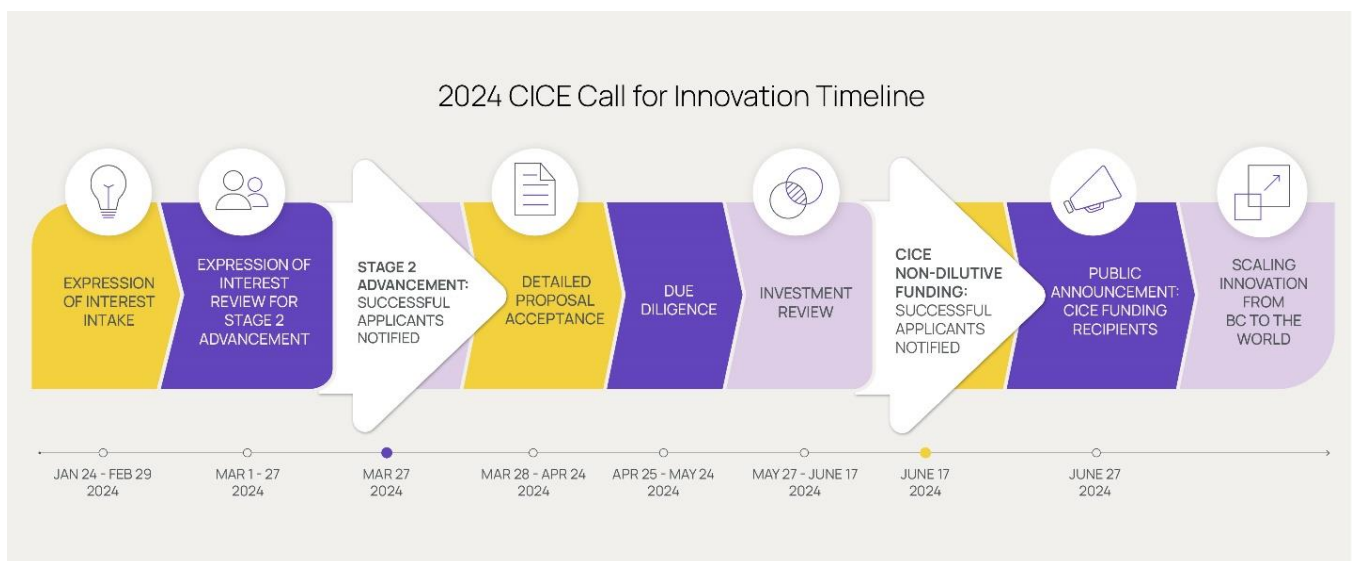 2024 CICE Call for Innovation Timeline
EXPRESSION
OF INTEREST
INTAKE
EXPRESSION OF
INTEREST
REVIEW FOR
STAGE 2
ADVANCEMENT
STAGE 2
ADVANCEMENT:
SUCCESSFUL
APPLICANTS
NOTIFIED
DETAILED
PROPOSAL
ACCEPTANCE
DUE
DILIGENCE
INVESTMENT
REVIEW
CICE
NON-DILUTIVE
FUNDING:
SUCCESSFUL
APPLICANTS
NOTIFIED
PUBLIC
ANNOUNCEMENT:
CICE FUNDING
RECIPIENTS
SCALING
INNOVATION
FROM
BC TO THE
WORLD
JAN 24 - FEB 29
2024
MAR 1 - 27
2024
MAR 27
2024
MAR 28 - APR 24
2024
APR 25 - MAY 24
2024
MAY 27 - JUNE 17
2024
JUNE 17
2024
JUNE 27
2024